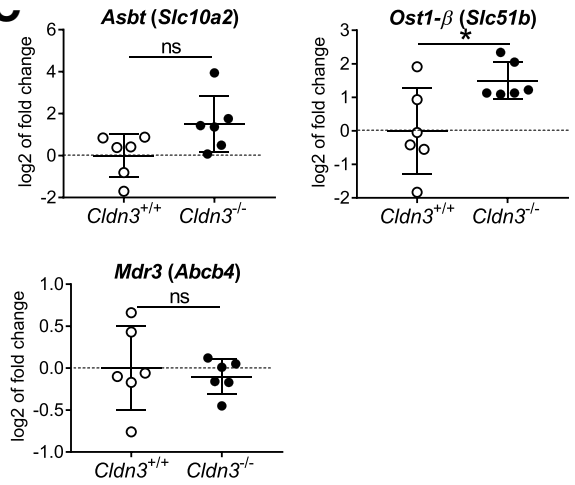 C
Asbt (Slc10a2)
log2 of fold change
6
4
2
0
-2
ns
Cldn3+/+
Cldn3-/-
Ost1-β (Slc51b)
log2 of fold change
3
2
1
0
-1
-2
*
Cldn3+/+
Cldn3-/-
Mdr3 (Abcb4)
log2 of fold change
1.0
0.5
0.0
-0.5
-1.0
ns
Cldn3+/+
Cldn3-/-